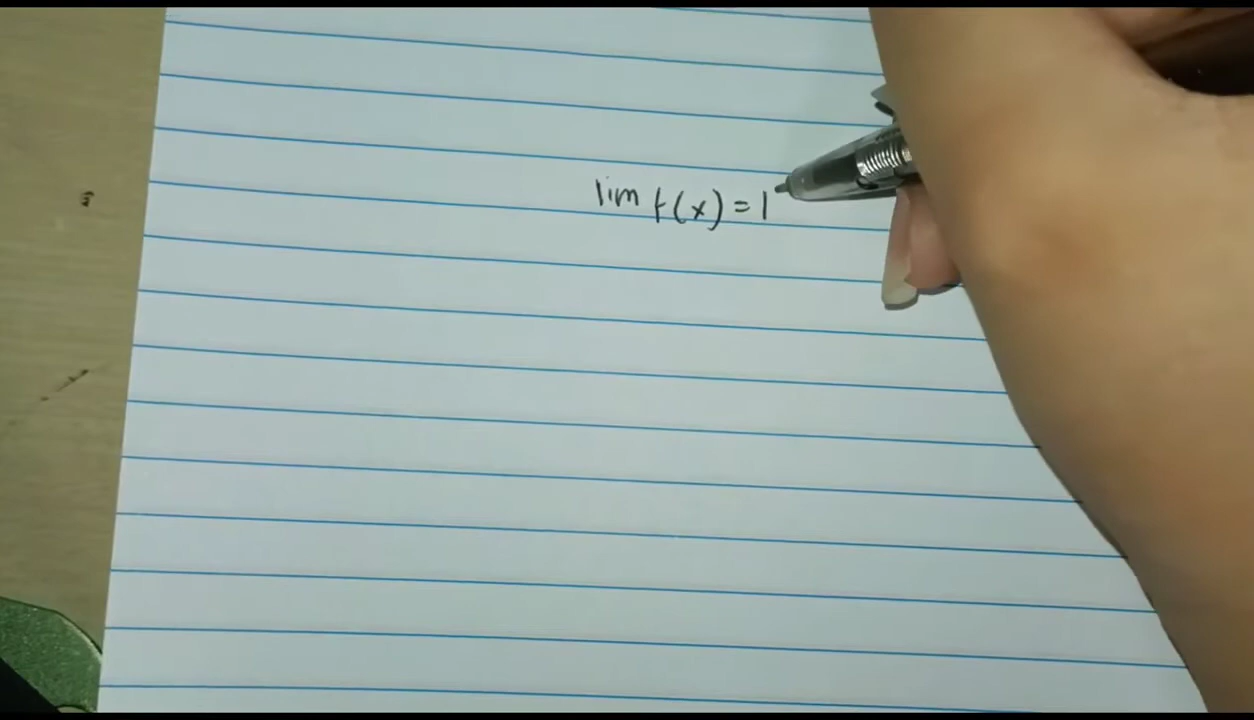 lim f(x) = 1